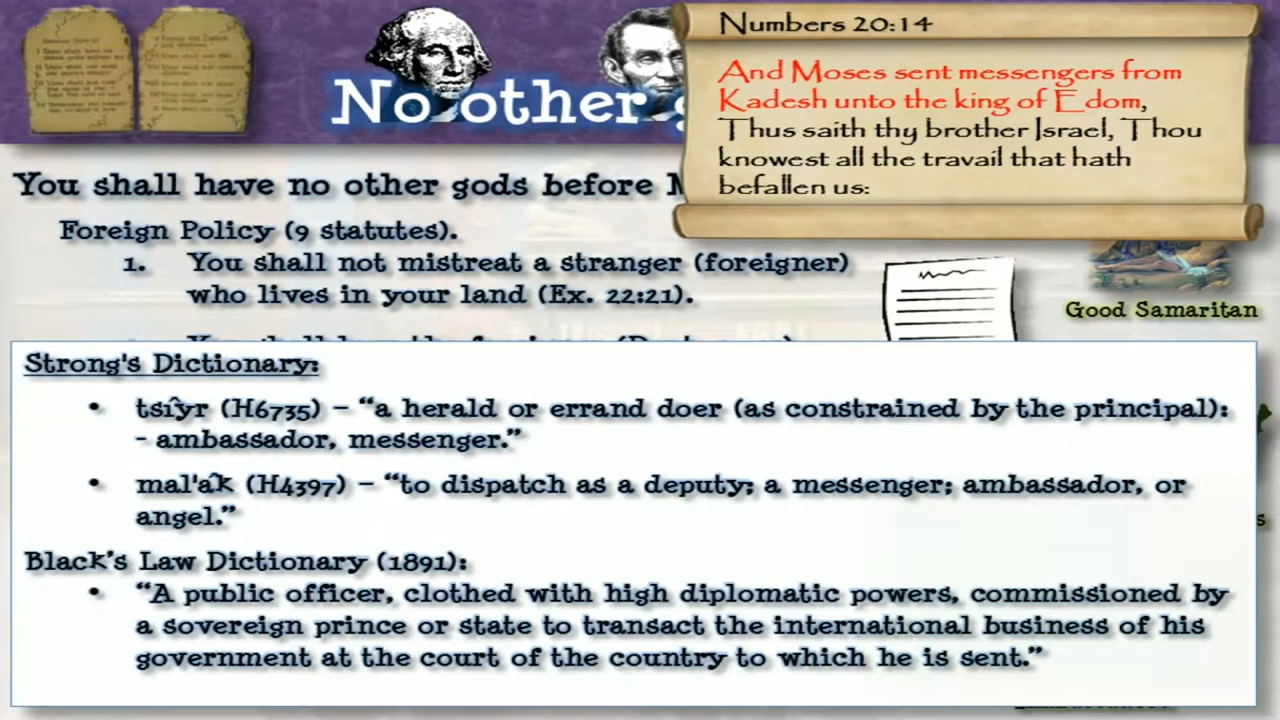 No other
Numbers 20:14
And Moses sent messengers from
Kadesh unto the king of Edom,
Thus saith thy brother Israel, Thou
knowest all the travail that hath
befallen us:
You shall have no other gods before
Foreign Policy (9 statutes).
1. You shall not mistreat a stranger (foreigner)
who lives in your land (Ex. 22:21).
Good Samaritan
Strong's Dictionary:
• tsı̂yr (H6735) – “a herald or errand doer (as constrained by the principal):
- ambassador, messenger.”
• mal'âk (H4397) – “to dispatch as a deputy; a messenger; ambassador, or
angel.”
Black’s Law Dictionary (1891):
• “A public officer, clothed with high diplomatic powers, commissioned by
a sovereign prince or state to transact the international business of his
government at the court of the country to which he is sent.”